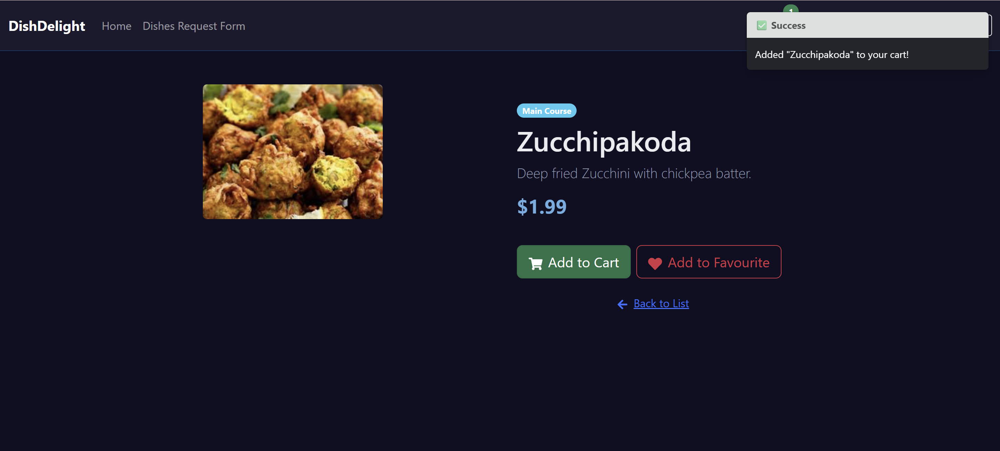 DishDelight Home Dishes Request Form
1
✅ Success
Added "Zucchipakoda" to your cart!
Main Course
Zucchipakoda
Deep fried Zucchini with chickpea batter.
$1.99
Add to Cart Add to Favourite
Back to List